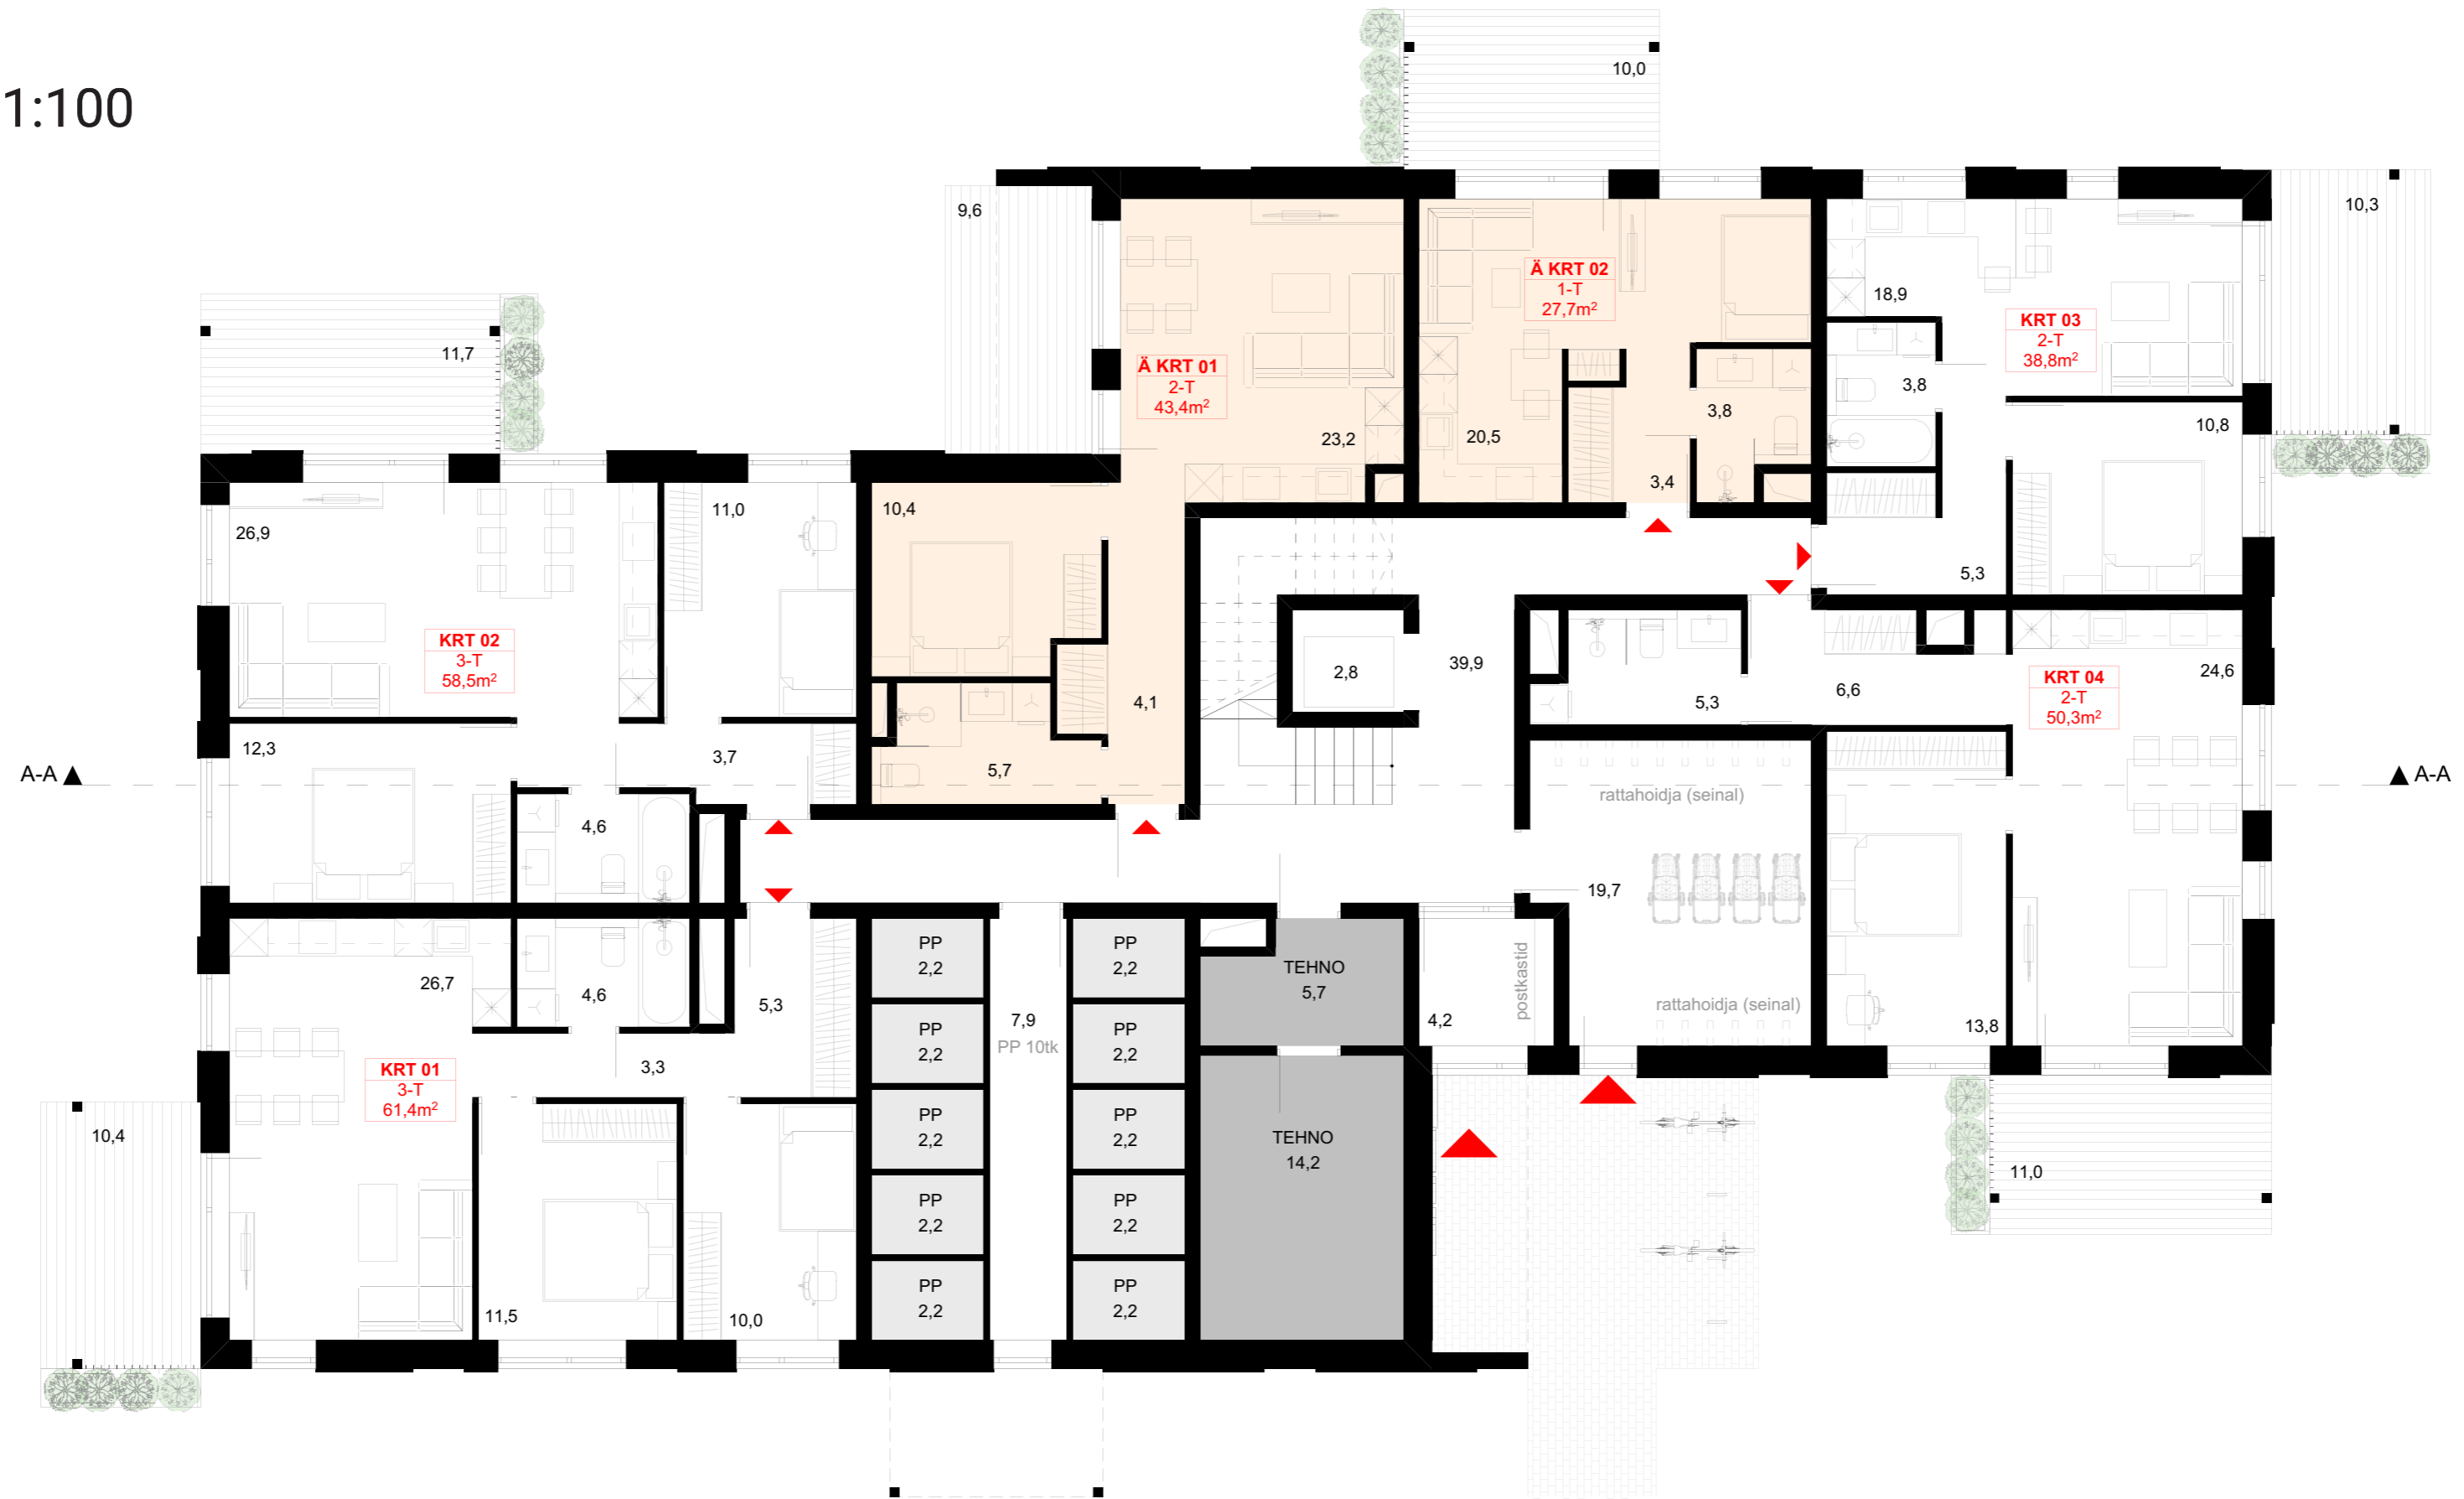 1:100
10,0
9,6
10,3
11,7
Ä KRT 01
2-T
43,4m²
23,2
Ä KRT 02
1-T
27,7m²
20,5
3,8
3,4
18,9
KRT 03
2-T
38,8m²
3,8
10,8
5,3
26,9
KRT 02
3-T
58,5m²
11,0
10,4
4,1
5,7
12,3
3,7
4,6
2,8
39,9
5,3
6,6
KRT 04
2-T
50,3m²
24,6
A-A
A-A
rattahoidja (seinal)
19,7
rattahoidja (seinal)
13,8
11,0
postkastid
4,2
26,7
4,6
5,3
3,3
KRT 01
3-T
61,4m²
10,4
11,5
10,0
PP
2,2
PP
2,2
PP
2,2
PP
2,2
PP
2,2
7,9
PP 10tk
PP
2,2
PP
2,2
PP
2,2
PP
2,2
PP
2,2
TEHNO
5,7
TEHNO
14,2